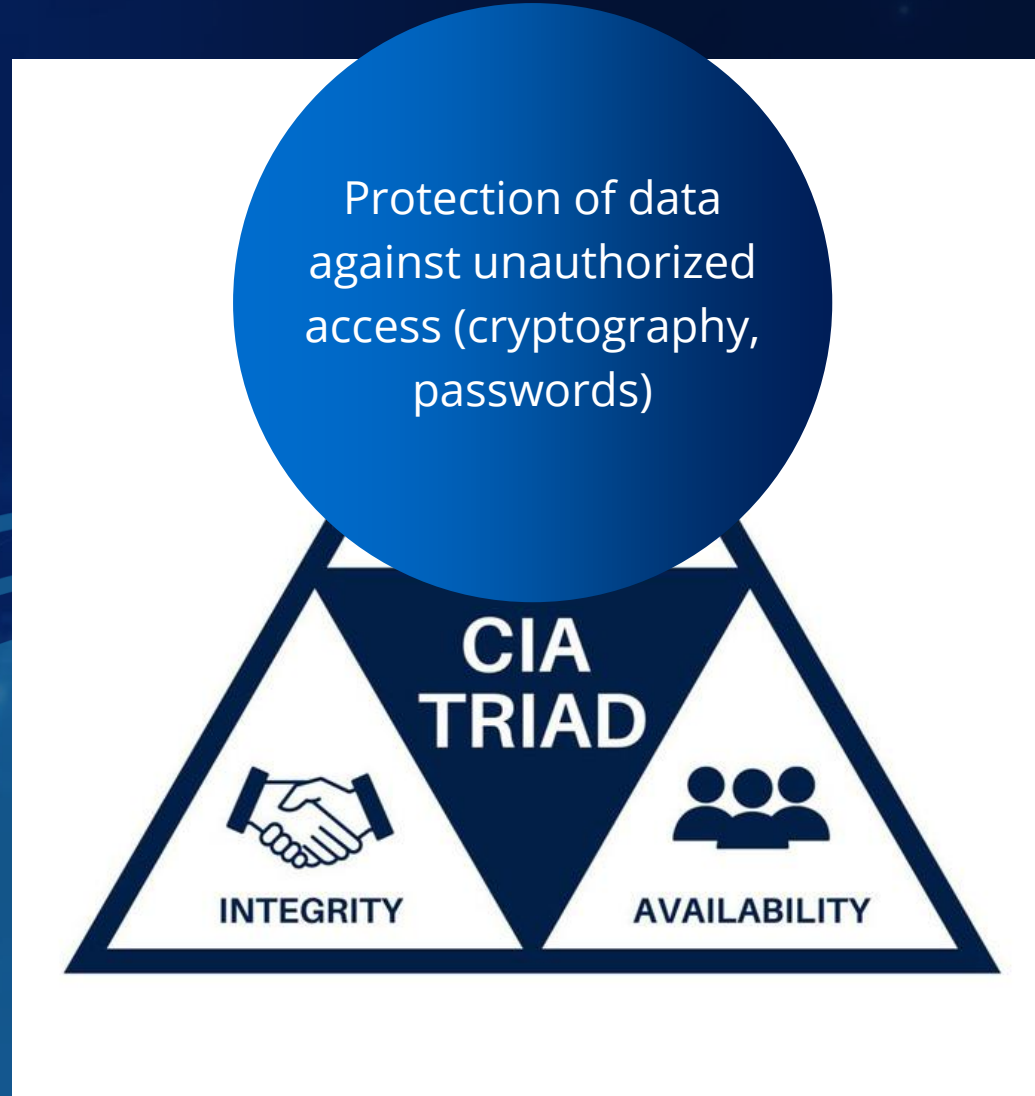 Protection of data
against unauthorized
access (cryptography,
passwords)
CIA
TRIAD
INTEGRITY
AVAILABILITY